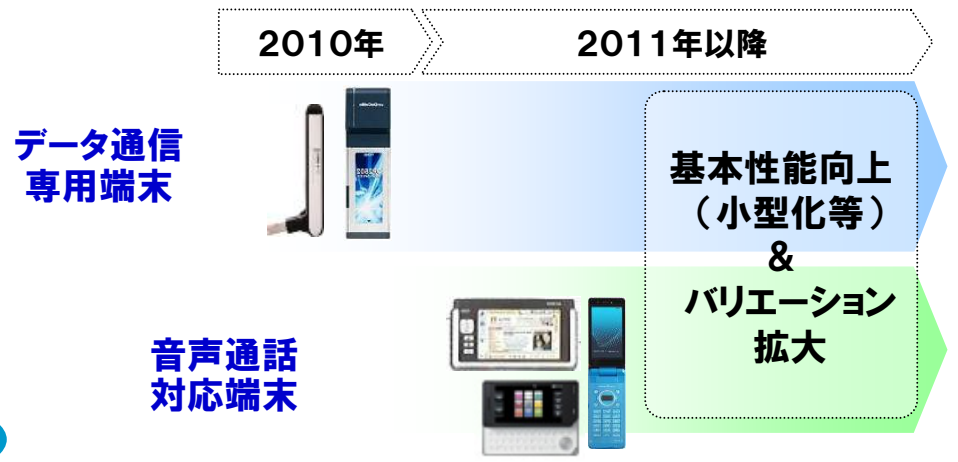 2010年
2011年以降
データ通信
専用端末
基本性能向上
(小型化等)
&
バリエーション
拡大
音声通話
対応端末